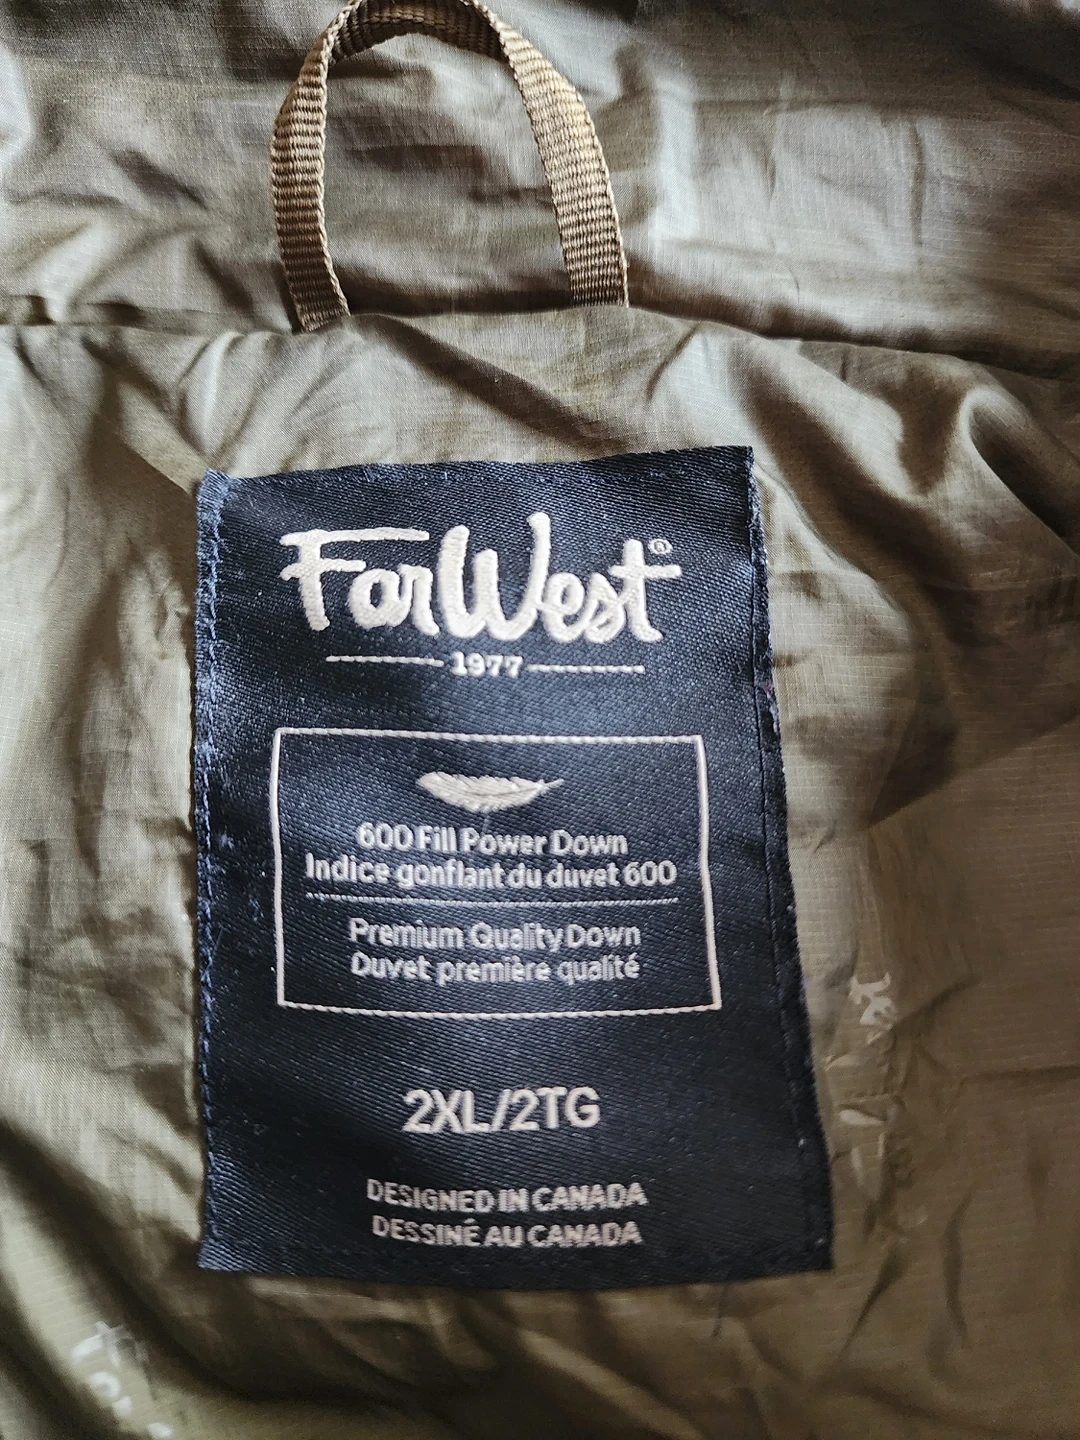 FarWest®
1977
600 Fill Power Down
Indice gonflant du duvet 600
Premium Quality Down
Duvet première qualité
2XL/2TG
DESIGNED IN CANADA
DESSINÉ AU CANADA